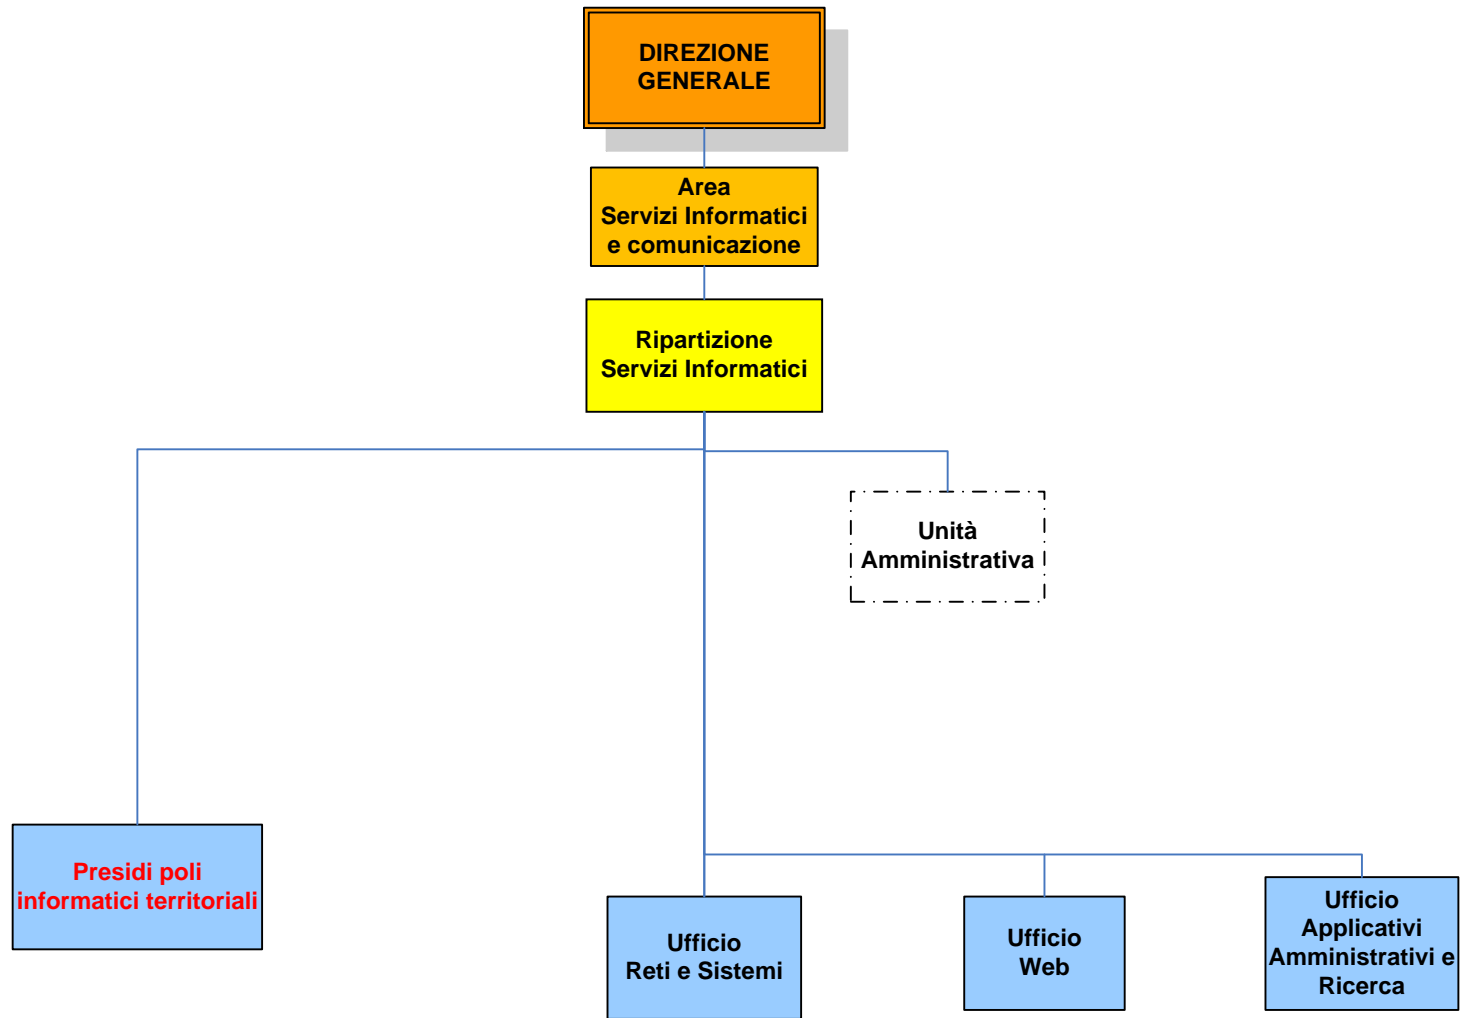 DIREZIONE
GENERALE
Area
Servizi Informatici
e comunicazione
Ripartizione
Servizi Informatici
Unità
Amministrativa
Presidi poli
informatici territoriali
Ufficio
Reti e Sistemi
Ufficio
Web
Ufficio
Applicativi
Amministrativi e
Ricerca